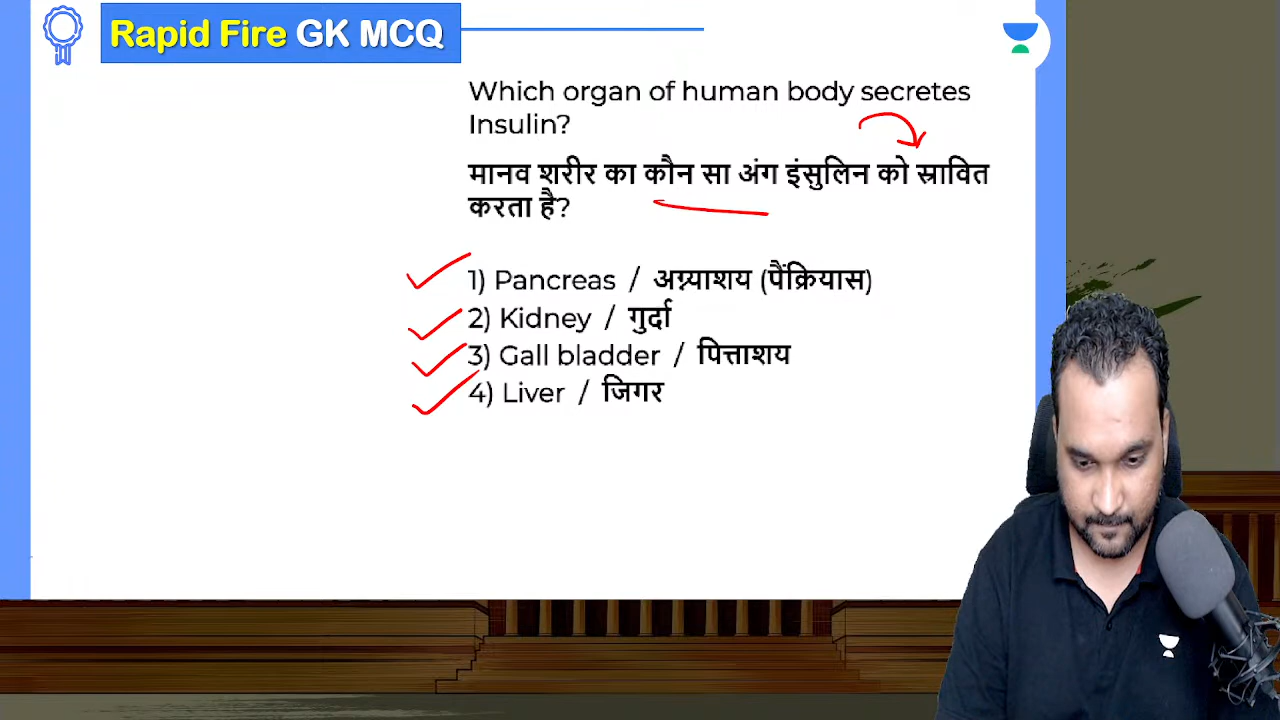 Rapid Fire GK MCQ
Which organ of human body secretes
Insulin?
मानव शरीर का कौन सा अंग इंसुलिन को स्रावित
करता है?
1) Pancreas / अग्न्याशय (पैंक्रियास)
2) Kidney / गुर्दा
3) Gall bladder / पित्ताशय
4) Liver / जिगर